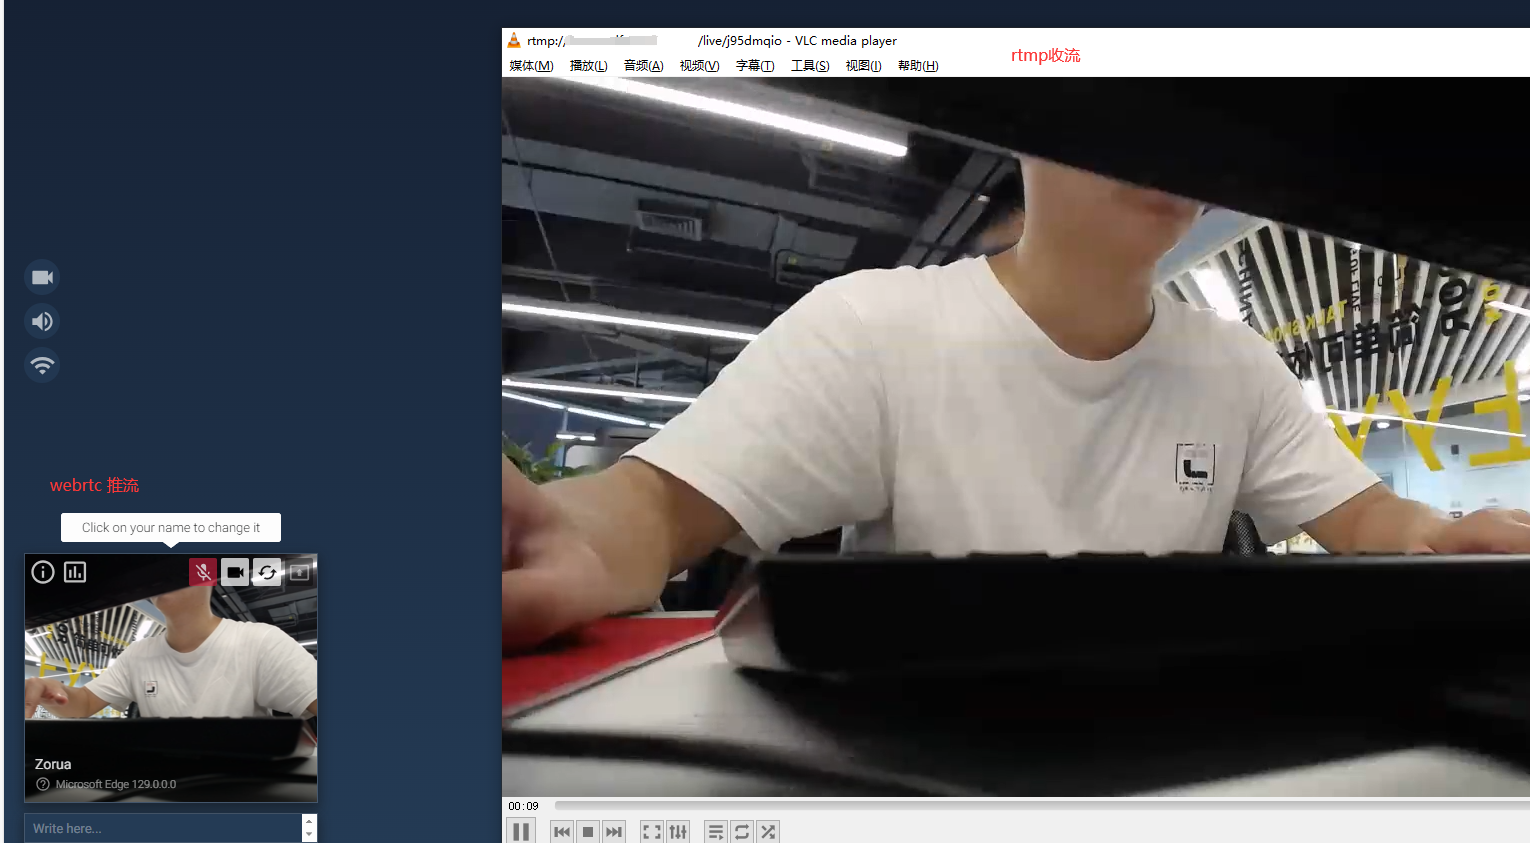 rtmp:// /live/j95dmqio - VLC media player
rtmp收流
媒体(M) 播放(L) 音频(A) 视频(V) 字幕(T) 工具(S) 视图(I) 帮助(H)
webrtc 推流
Click on your name to change it
Zorua
Microsoft Edge 129.0.0.0
Write here...
00:09